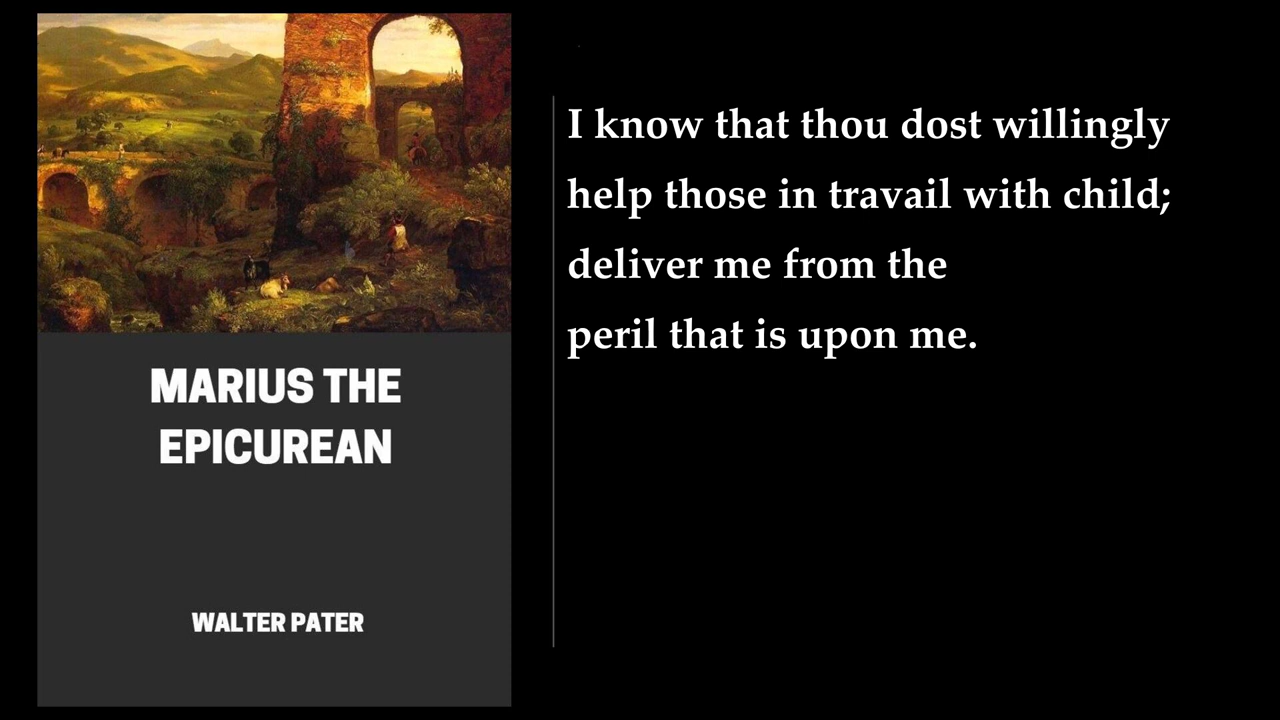 MARIUS THE
EPICUREAN
WALTER PATER
I know that thou dost willingly
help those in travail with child;
deliver me from the
peril that is upon me.